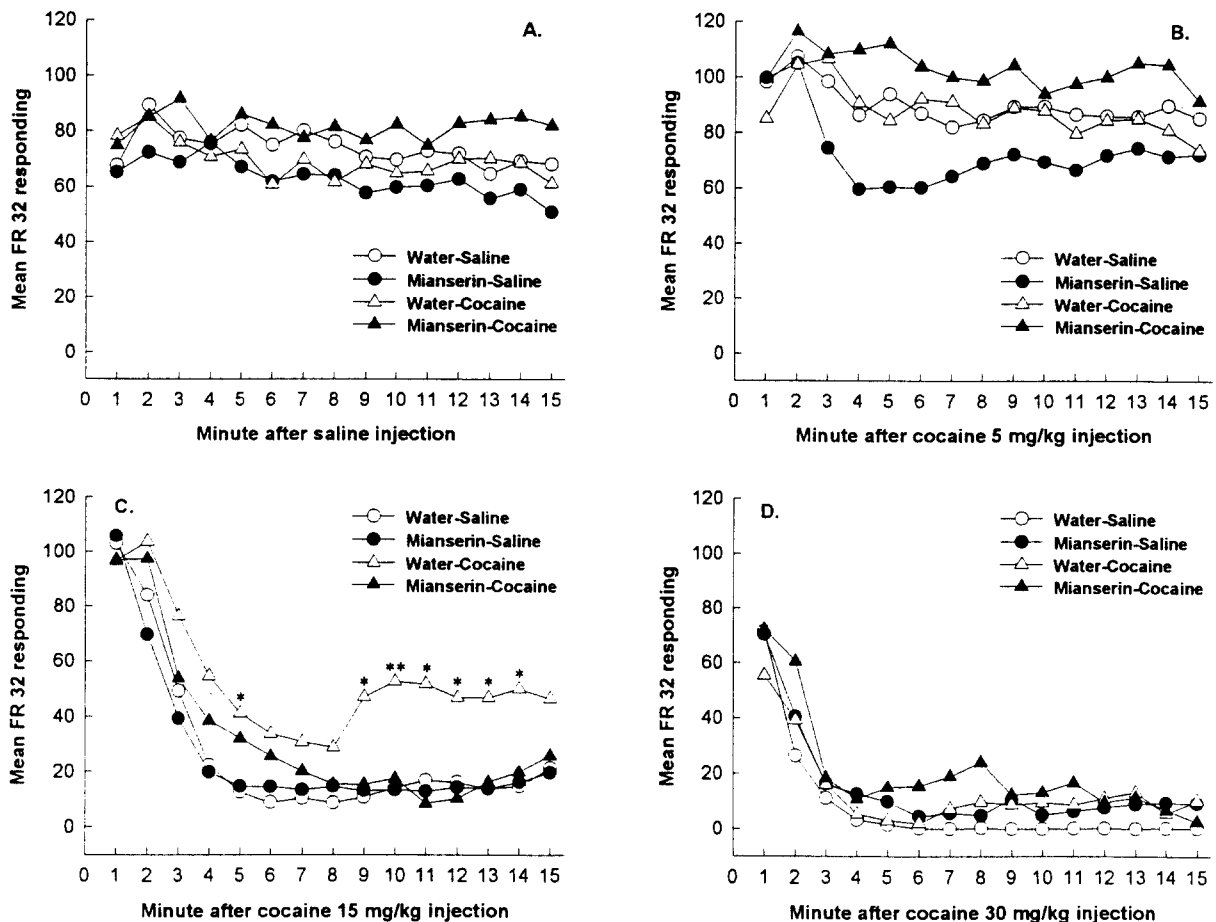 A.
120
100
80
60
40
20
0
Mean FR 32 responding
Water-Saline
Mianserin-Saline
Water-Cocaine
Mianserin-Cocaine
0 1 2 3 4 5 6 7 8 9 10 11 12 13 14 15
Minute after saline injection
B.
120
100
80
60
40
20
0
Mean FR 32 responding
Water-Saline
Mianserin-Saline
Water-Cocaine
Mianserin-Cocaine
0 1 2 3 4 5 6 7 8 9 10 11 12 13 14 15
Minute after cocaine 5 mg/kg injection
C.
120
100
80
60
40
20
0
Mean FR 32 responding
Water-Saline
Mianserin-Saline
Water-Cocaine
Mianserin-Cocaine
* * ** * * * *
0 1 2 3 4 5 6 7 8 9 10 11 12 13 14 15
Minute after cocaine 15 mg/kg injection
D.
120
100
80
60
40
20
0
Mean FR 32 responding
Water-Saline
Mianserin-Saline
Water-Cocaine
Mianserin-Cocaine
0 1 2 3 4 5 6 7 8 9 10 11 12 13 14 15
Minute after cocaine 30 mg/kg injection